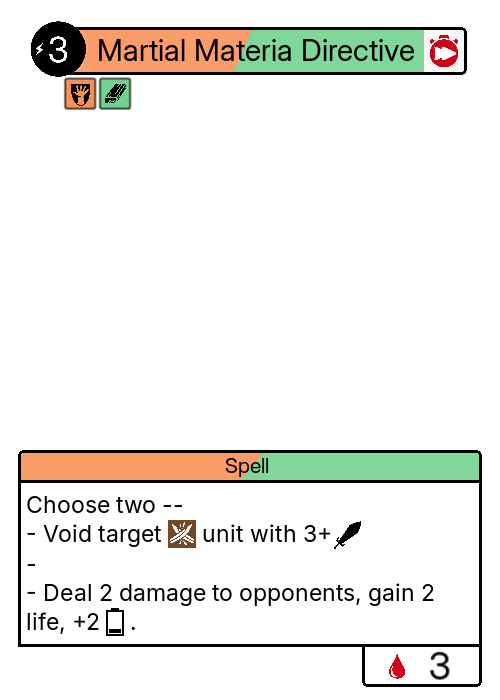 3 Martial Materia Directive
Spell
Choose two --
- Void target unit with 3+
-
- Deal 2 damage to opponents, gain 2
life, +2 .
3